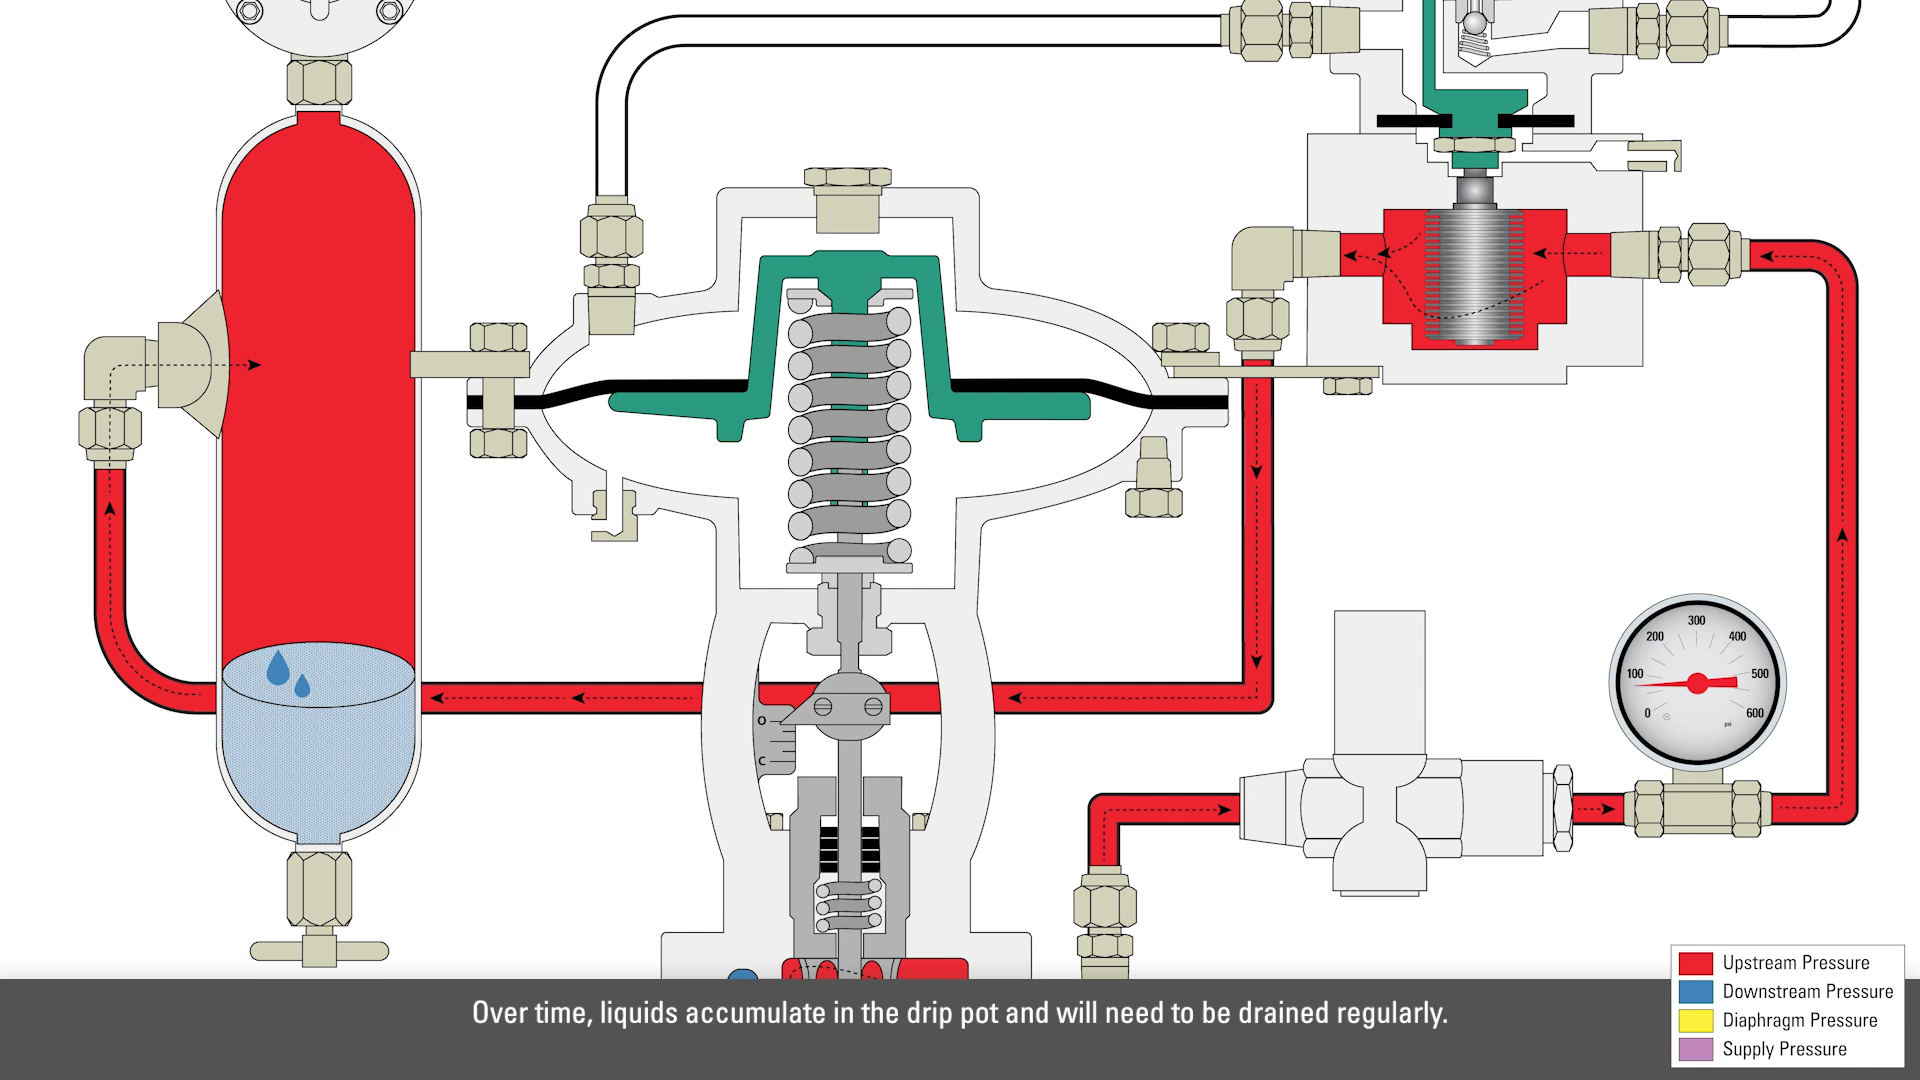 300
200
400
100
500
0
600
psi
O
C
Upstream Pressure
Downstream Pressure
Diaphragm Pressure
Supply Pressure
Over time, liquids accumulate in the drip pot and will need to be drained regularly.